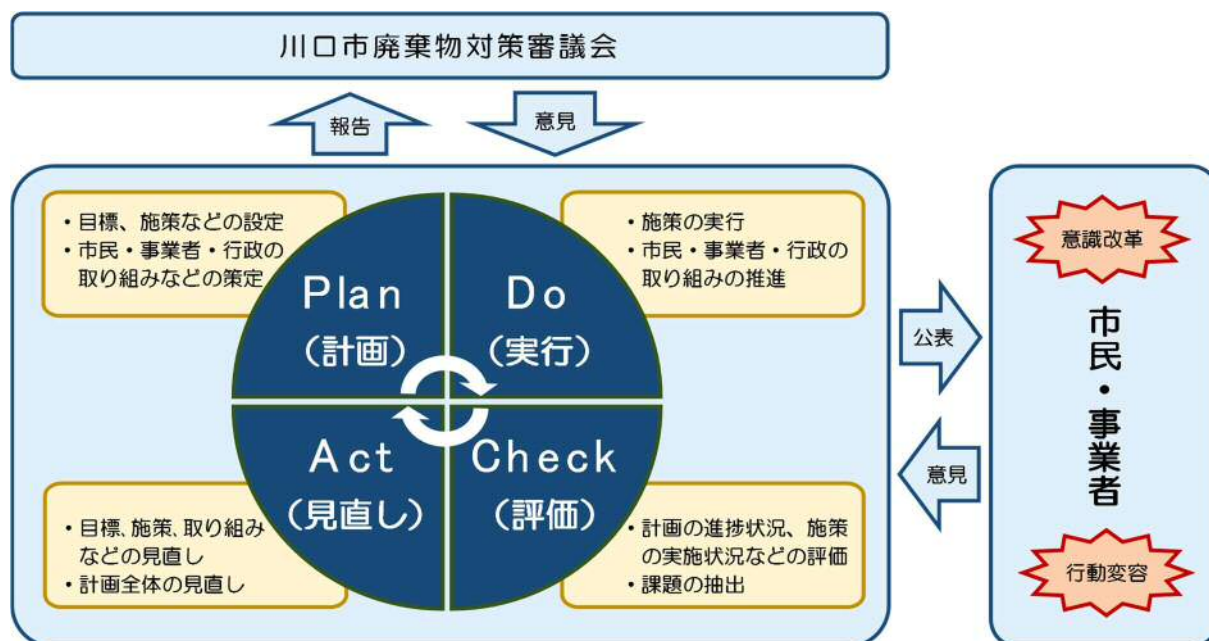 川口市廃棄物対策審議会
報告
意見
・目標、施策などの設定
・市民・事業者・行政の
取り組みなどの策定
・施策の実行
・市民・事業者・行政の
取り組みの推進
Plan
（計画）
Do
（実行）
Act
（見直し）
Check
（評価）
・目標、施策、取り組み
などの見直し
・計画全体の見直し
・計画の進捗状況、施策
の実施状況などの評価
・課題の抽出
公表
意見
意識改革
市民・事業者
行動変容